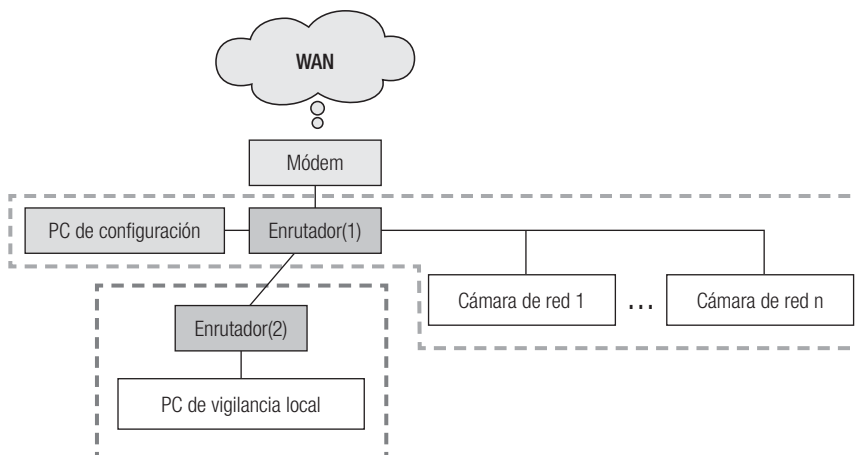 WAN
Módem
PC de configuración
Enrutador(1)
Cámara de red 1
...
Cámara de red n
Enrutador(2)
PC de vigilancia local